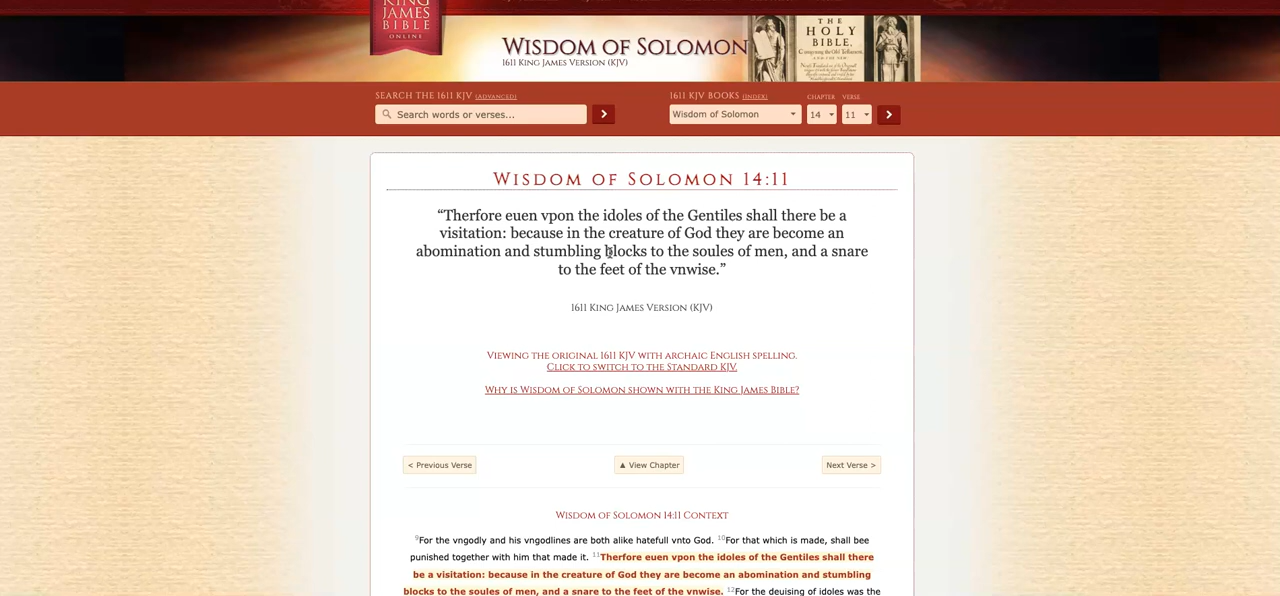 KING
JAMES
BIBLE
ONLINE
WISDOM OF SOLOMON
1611 KING JAMES VERSION (KJV)
THE
HOLY
BIBLE,
SEARCH THE 1611 KJV (ADVANCED)
Search words or verses...
1611 KJV BOOKS (INDEX)
CHAPTER
VERSE
Wisdom of Solomon
14
11
WISDOM OF SOLOMON 14:11
“Therfore euen vpon the idoles of the Gentiles shall there be a
visitation: because in the creature of God they are become an
abomination and stumbling blocks to the soules of men, and a snare
to the feet of the vnwise.”
1611 KING JAMES VERSION (KJV)
VIEWING THE ORIGINAL 1611 KJV WITH ARCHAIC ENGLISH SPELLING.
CLICK TO SWITCH TO THE STANDARD KJV.
WHY IS WISDOM OF SOLOMON SHOWN WITH THE KING JAMES BIBLE?
< Previous Verse
▲ View Chapter
Next Verse >
WISDOM OF SOLOMON 14:11 CONTEXT
9For the vngodly and his vngodlines are both alike hatefull vnto God. 10For that which is made, shall bee
punished together with him that made it. 11Therfore euen vpon the idoles of the Gentiles shall there
be a visitation: because in the creature of God they are become an abomination and stumbling
blocks to the soules of men, and a snare to the feet of the vnwise. 12For the deuising of idoles was the